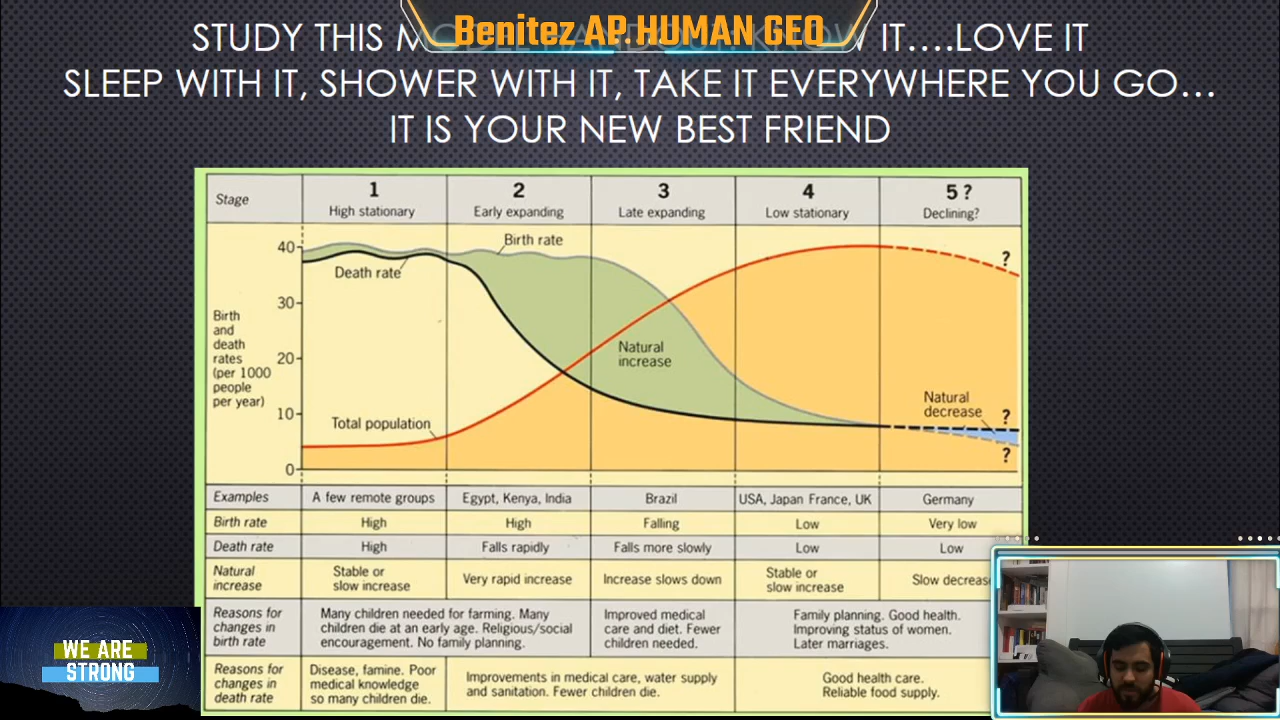 Benitez AP.HUMAN GEO
STUDY THIS IT....LOVE IT
SLEEP WITH IT, SHOWER WITH IT, TAKE IT EVERYWHERE YOU GO...
IT IS YOUR NEW BEST FRIEND
Stage
1
High stationary
2
Early expanding
3
Late expanding
4
Low stationary
5 ?
Declining?
Birth
and
death
rates
(per 1000
people
per year)
40
30
20
10
0
Birth rate
Death rate
Natural
increase
Total population
Natural
decrease
?
?
?
Examples
A few remote groups
Egypt, Kenya, India
Brazil
USA, Japan France, UK
Germany
Birth rate
High
High
Falling
Low
Very low
Death rate
High
Falls rapidly
Falls more slowly
Low
Low
Natural
increase
Stable or
slow increase
Very rapid increase
Increase slows down
Stable or
slow increase
Slow decreas
Reasons for
changes in
birth rate
Many children needed for farming. Many
children die at an early age. Religious/social
encouragement. No family planning.
Improved medical
care and diet. Fewer
children needed.
Family planning. Good health.
Improving status of women.
Later marriages.
Reasons for
changes in
death rate
Disease, famine. Poor
medical knowledge
so many children die.
Improvements in medical care, water supply
and sanitation. Fewer children die.
Good health care.
Reliable food supply.
WE ARE
STRONG